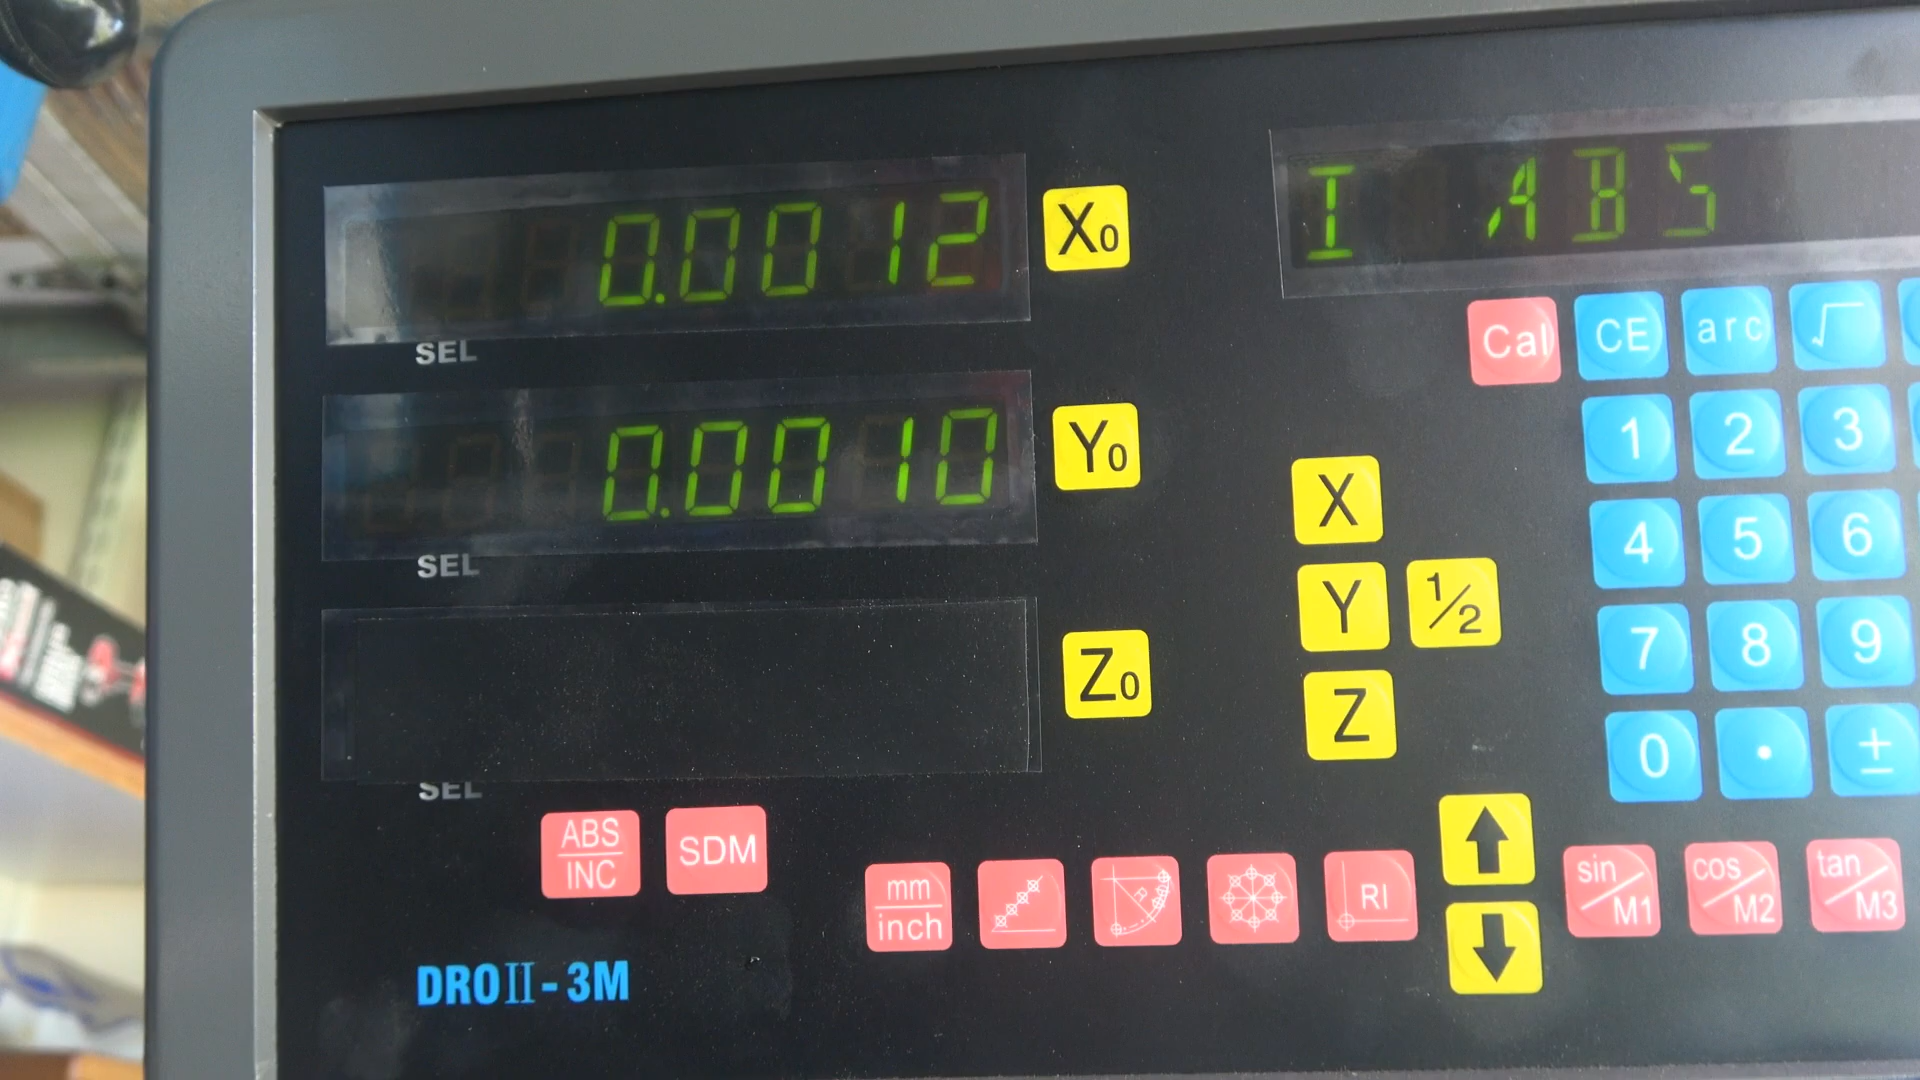 0.0012
X0
I ABS
SEL
Cal CE arc √
0.0010
Y0
1 2 3
SEL
X
4 5 6
Y 1/2
Z0
7 8 9
Z
0 . ±
SEL
ABS
INC
SDM
mm
inch
R
RI
sin/M1 cos/M2 tan/M3
DROII-3M